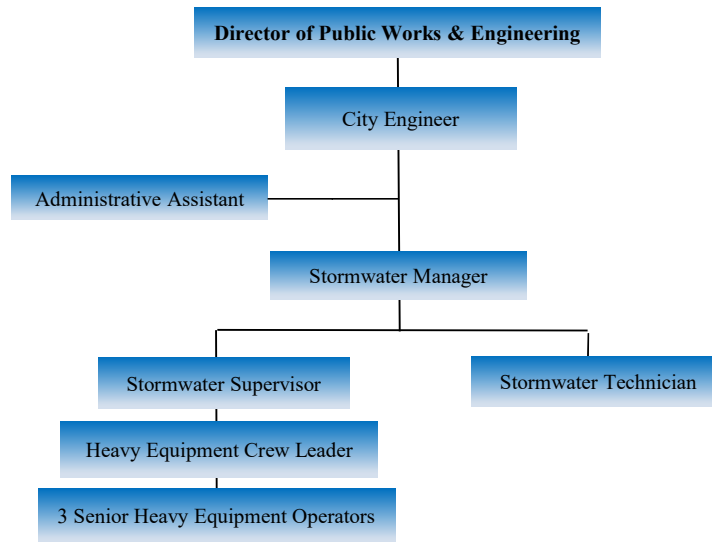 Director of Public Works & Engineering
City Engineer
Administrative Assistant
Stormwater Manager
Stormwater Supervisor
Stormwater Technician
Heavy Equipment Crew Leader
3 Senior Heavy Equipment Operators